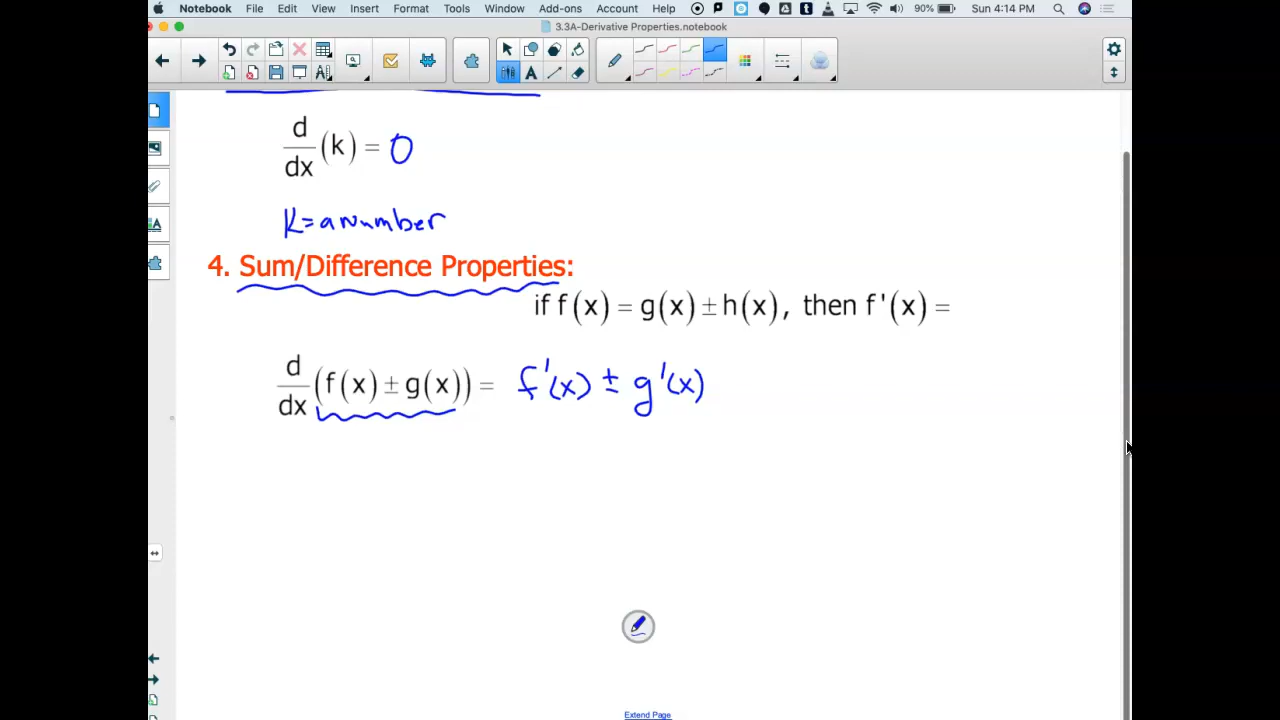 Notebook File Edit View Insert Format Tools Window Add-ons Account Help 90% Sun 4:14 PM
3.3A-Derivative Properties.notebook
d/dx (k) = 0
K = a number
4. Sum/Difference Properties:
if f(x) = g(x) ± h(x), then f'(x) =
d/dx (f(x) ± g(x)) = f'(x) ± g'(x)
Extend Page